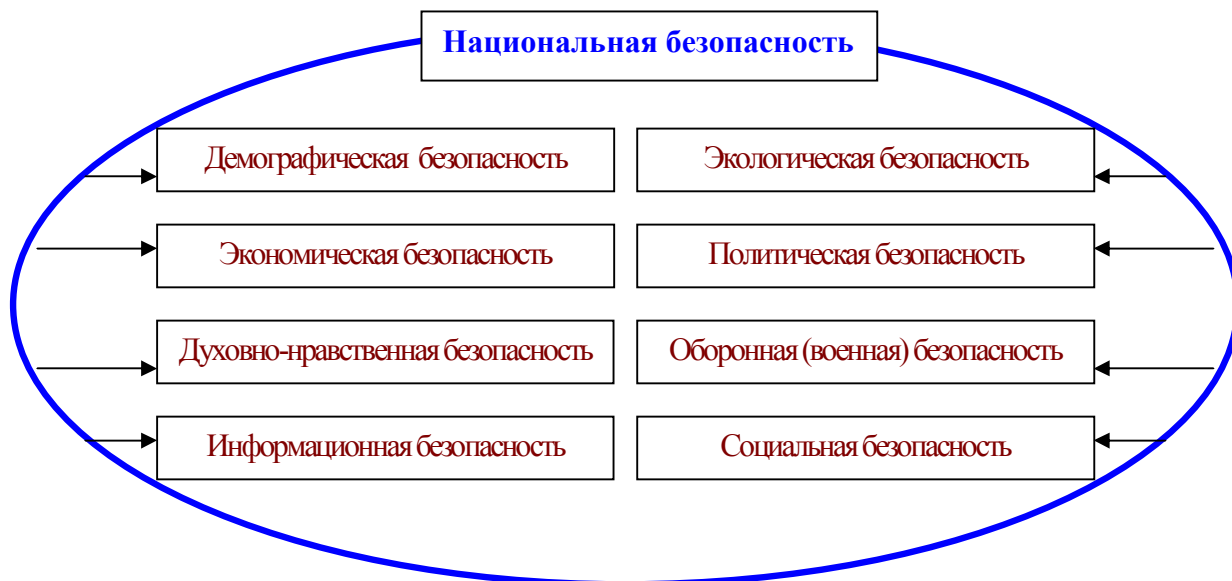 Национальная безопасность
Демографическая безопасность
Экологическая безопасность
Экономическая безопасность
Политическая безопасность
Духовно-нравственная безопасность
Оборонная (военная) безопасность
Информационная безопасность
Социальная безопасность